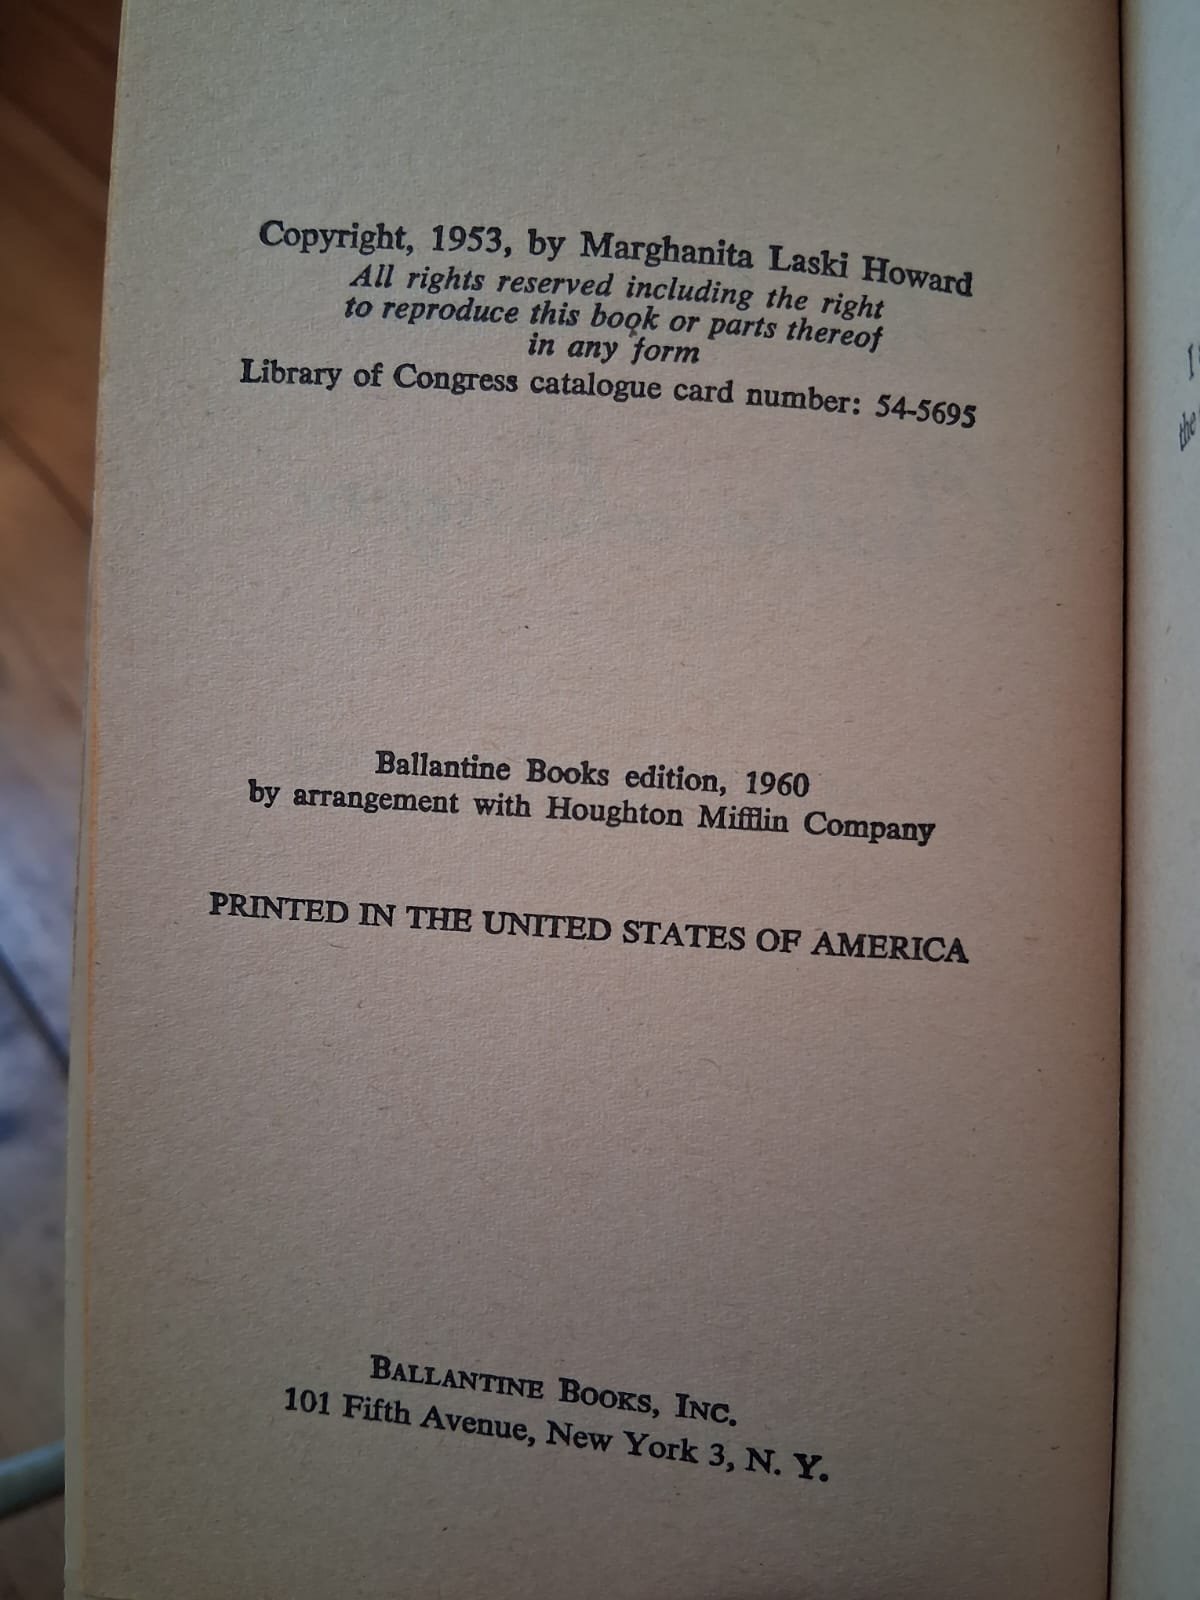 Copyright, 1953, by Marghanita Laski Howard
All rights reserved including the right
to reproduce this book or parts thereof
in any form
Library of Congress catalogue card number: 54-5695
Ballantine Books edition, 1960
by arrangement with Houghton Mifflin Company
PRINTED IN THE UNITED STATES OF AMERICA
BALLANTINE BOOKS, INC.
101 Fifth Avenue, New York 3, N. Y.
the